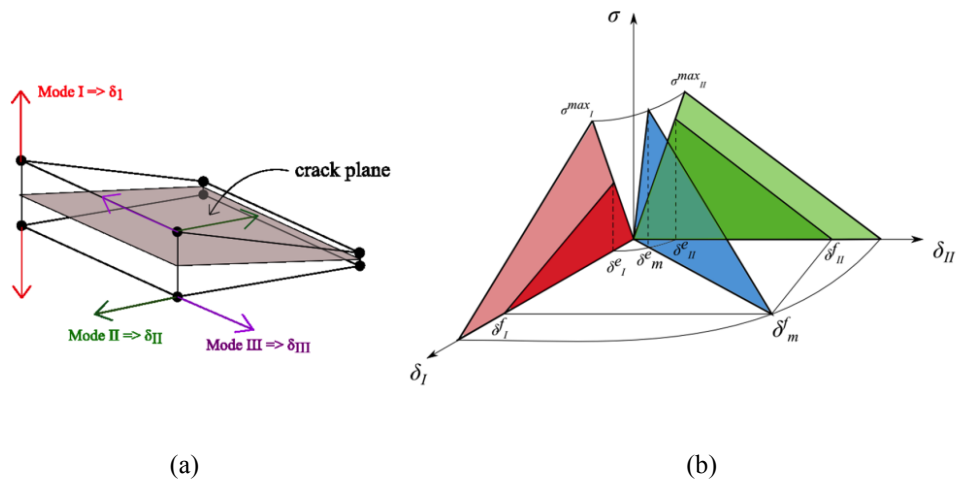 Mode I => δ1
crack plane
Mode II => δII
Mode III => δIII
(a)
σ
σmaxI
σmaxII
δeI
δem
δeII
δfII
δII
δfI
δfm
δI
(b)